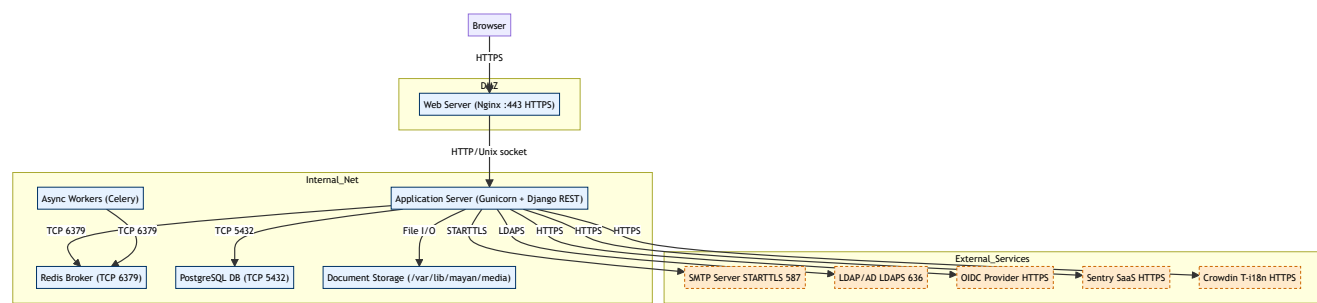 Browser
HTTPS
DMZ
Web Server (Nginx :443 HTTPS)
HTTP/Unix socket
Internal_Net
Async Workers (Celery)
Application Server (Gunicorn + Django REST)
TCP 6379
TCP 6379
TCP 5432
File I/O
STARTTLS
LDAPS
HTTPS
HTTPS
HTTPS
External_Services
Redis Broker (TCP 6379)
PostgreSQL DB (TCP 5432)
Document Storage (/var/lib/mayan/media)
SMTP Server STARTTLS 587
LDAP/AD LDAPS 636
OIDC Provider HTTPS
Sentry SaaS HTTPS
Crowdin T-i18n HTTPS